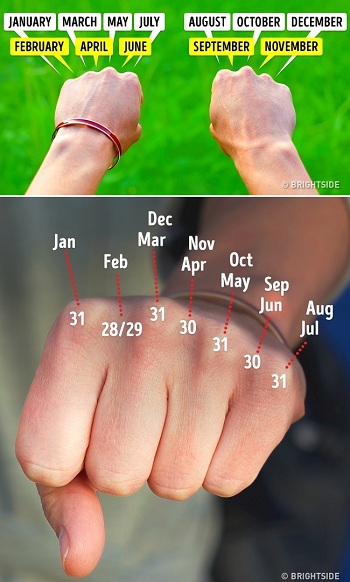 JANUARY MARCH MAY JULY
FEBRUARY APRIL JUNE
AUGUST OCTOBER DECEMBER
SEPTEMBER NOVEMBER
© BRIGHTSIDE
Jan
Feb
Dec
Mar
Nov
Apr
Oct
May
Sep
Jun
Aug
Jul
31
28/29
31
30
31
30
31
© BRIGHTSIDE